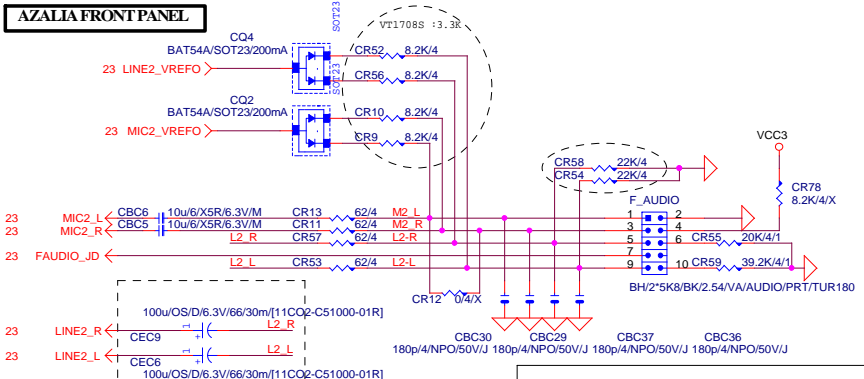 AZALIA FRONT PANEL
SOT23
VT1708S :3.3K
CQ4
BAT54A/SOT23/200mA
CR52 8.2K/4
23 LINE2_VREFO
SOT23
CR56 8.2K/4
CQ2
BAT54A/SOT23/200mA
CR10 8.2K/4
23 MIC2_VREFO
CR9 8.2K/4
VCC3
CR58 22K/4
CR54 22K/4
CR78
8.2K/4/X
F_AUDIO
23 MIC2_L CBC6 10u/6/X5R/6.3V/M CR13 62/4 M2_L 1 2
23 MIC2_R CBC5 10u/6/X5R/6.3V/M CR11 62/4 M2_R 3 4
L2_R CR57 62/4 L2-R 5 6 CR55 20K/4/1
23 FAUDIO_JD 7
L2_L CR53 62/4 L2-L 9 10 CR59 39.2K/4/1
BH/2*5K8/BK/2.54/VA/AUDIO/PRT/TUR180
CR12 0/4/X
100u/OS/D/6.3V/66/30m/[11CO2-C51000-01R]
23 LINE2_R 1 + L2_R
CEC9
23 LINE2_L 1 + L2_L
CEC6
100u/OS/D/6.3V/66/30m/[11CO2-C51000-01R]
CBC30 CBC29 CBC37 CBC36
180p/4/NPO/50V/J 180p/4/NPO/50V/J 180p/4/NPO/50V/J 180p/4/NPO/50V/J